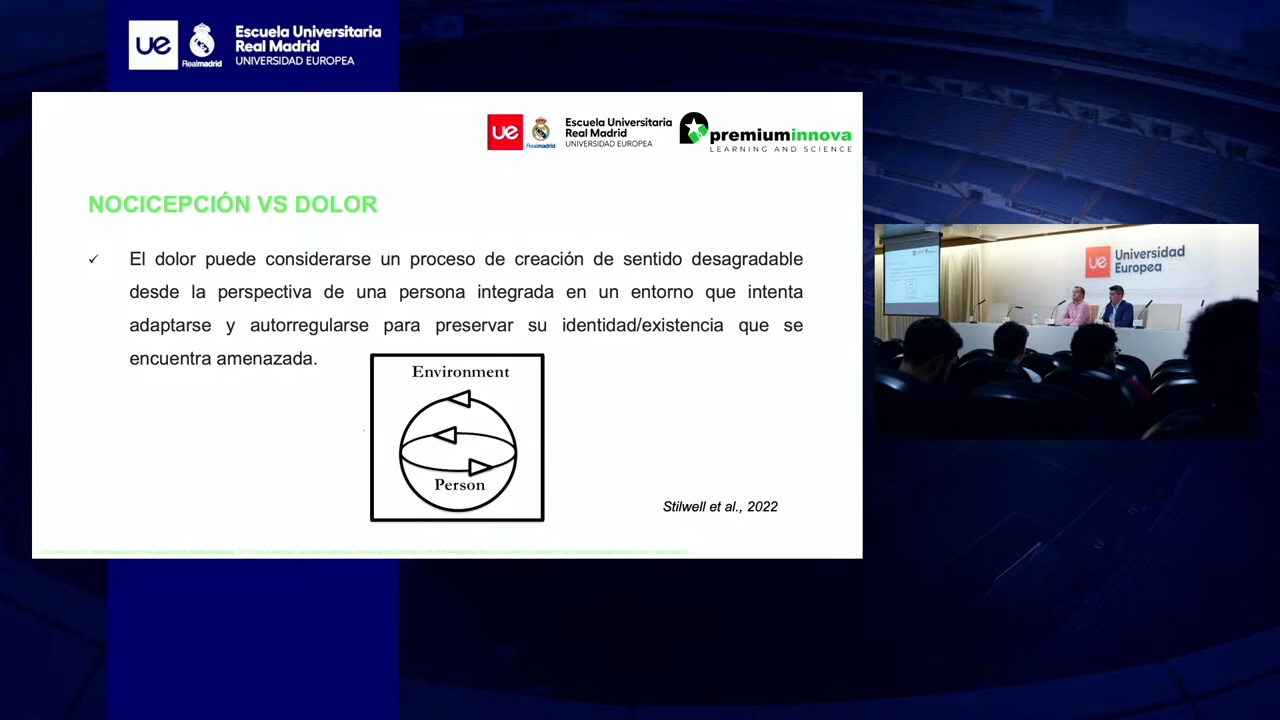 ue
Realmadrid
Escuela Universitaria
Real Madrid
UNIVERSIDAD EUROPEA
ue
Realmadrid
Escuela Universitaria
Real Madrid
UNIVERSIDAD EUROPEA
premiuminnova
LEARNING AND SCIENCE
NOCICEPCIÓN VS DOLOR
✓ El dolor puede considerarse un proceso de creación de sentido desagradable
desde la perspectiva de una persona integrada en un entorno que intenta
adaptarse y autorregularse para preservar su identidad/existencia que se
encuentra amenazada.
Environment
Person
Stilwell et al., 2022
ue
Universidad
Europea